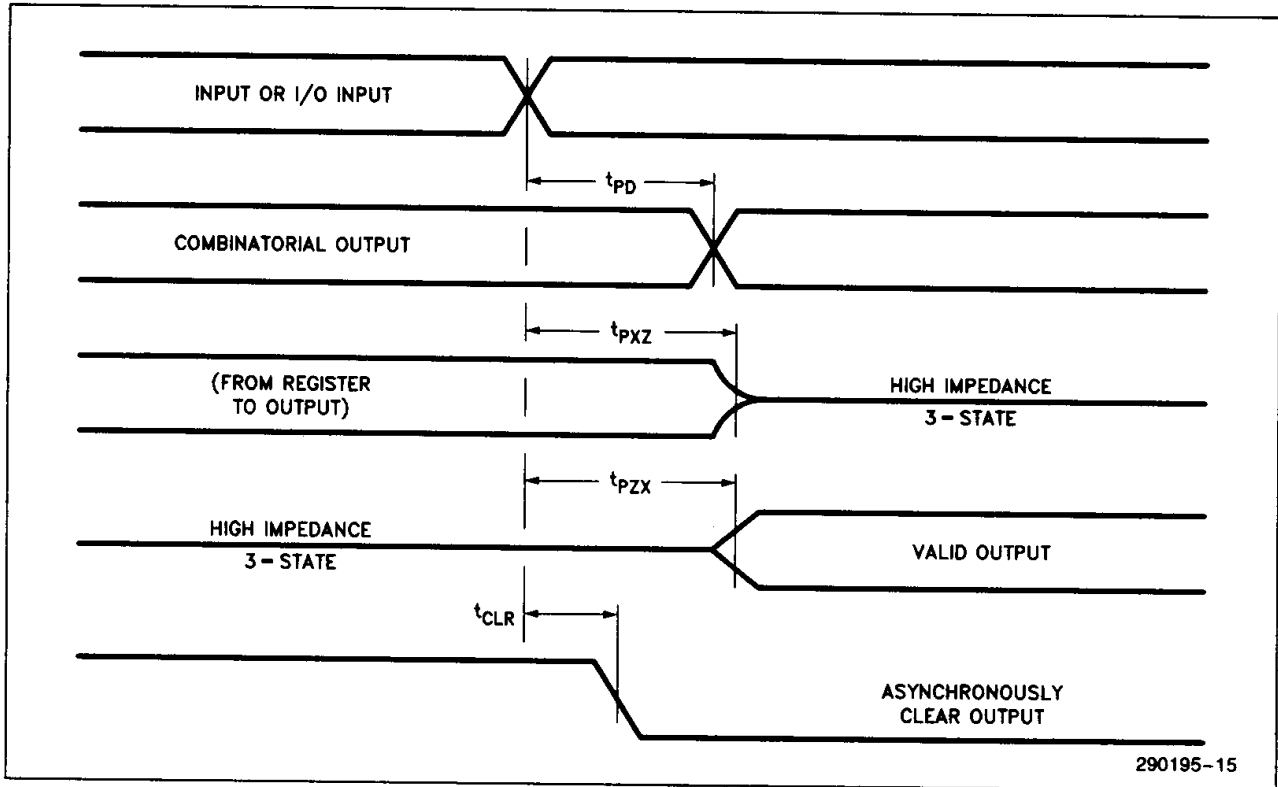 INPUT OR I/O INPUT
tPD
COMBINATORIAL OUTPUT
tPXZ
(FROM REGISTER
TO OUTPUT)
HIGH IMPEDANCE
3-STATE
tPZX
HIGH IMPEDANCE
3-STATE
VALID OUTPUT
tCLR
ASYNCHRONOUSLY
CLEAR OUTPUT
290195-15